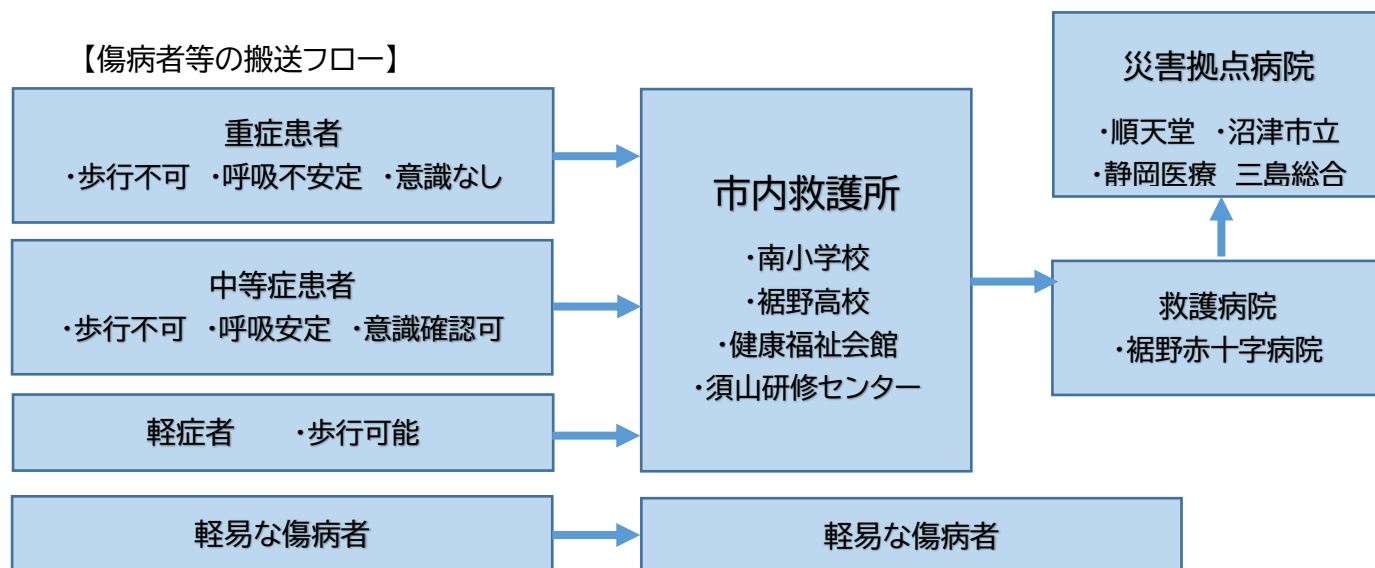 【傷病者等の搬送フロー】
重症患者
・歩行不可 ・呼吸不安定 ・意識なし
中等症患者
・歩行不可 ・呼吸安定 ・意識確認可
軽症者 ・歩行可能
軽易な傷病者
市内救護所
・南小学校
・裾野高校
・健康福祉会館
・須山研修センター
軽易な傷病者
災害拠点病院
・順天堂 ・沼津市立
・静岡医療 三島総合
救護病院
・裾野赤十字病院